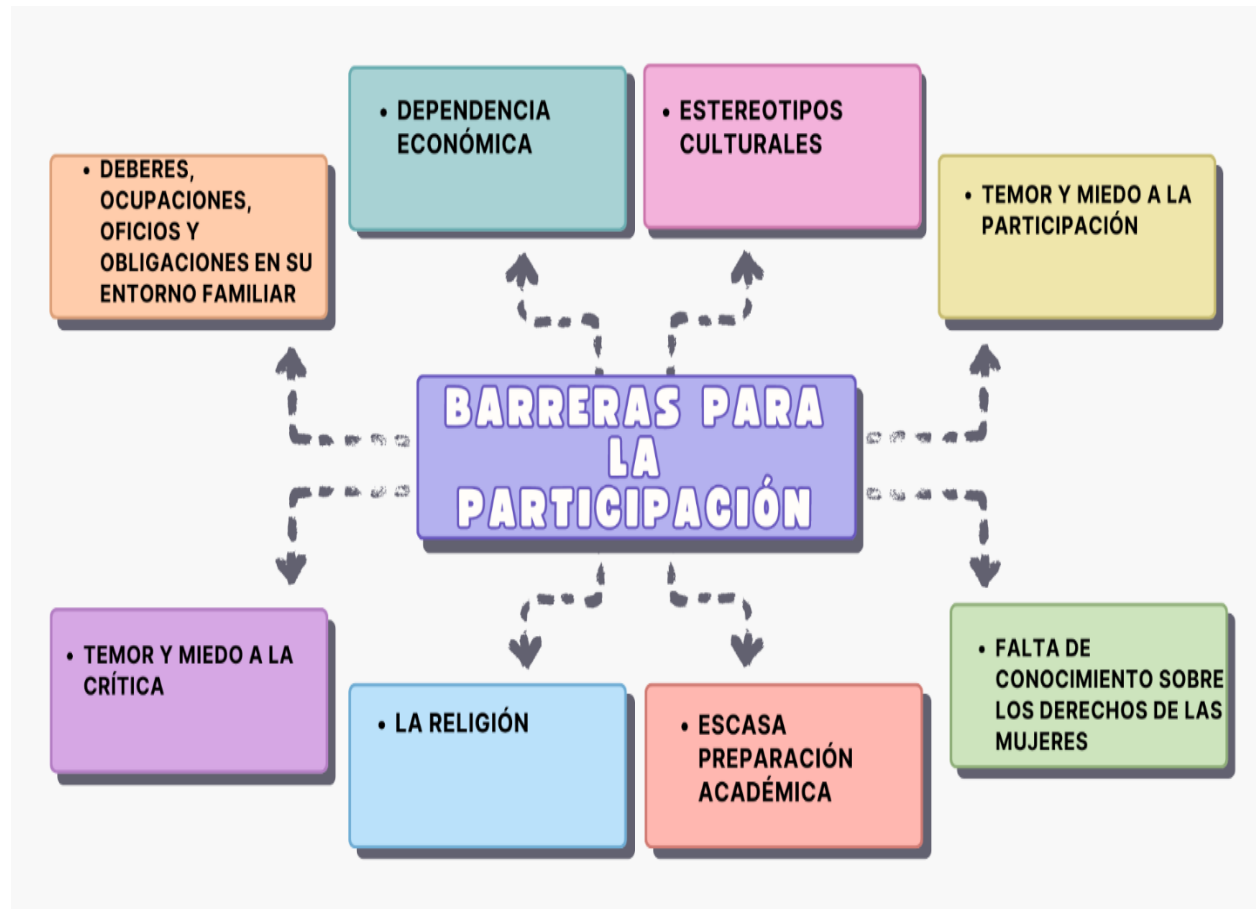 • DEPENDENCIA
ECONÓMICA
• ESTEREOTIPOS
CULTURALES
• DEBERES,
OCUPACIONES,
OFICIOS Y
OBLIGACIONES EN SU
ENTORNO FAMILIAR
• TEMOR Y MIEDO A LA
PARTICIPACIÓN
BARRERAS PARA
LA
PARTICIPACIÓN
• TEMOR Y MIEDO A LA
CRÍTICA
• LA RELIGIÓN
• ESCASA
PREPARACIÓN
ACADÉMICA
• FALTA DE
CONOCIMIENTO SOBRE
LOS DERECHOS DE LAS
MUJERES